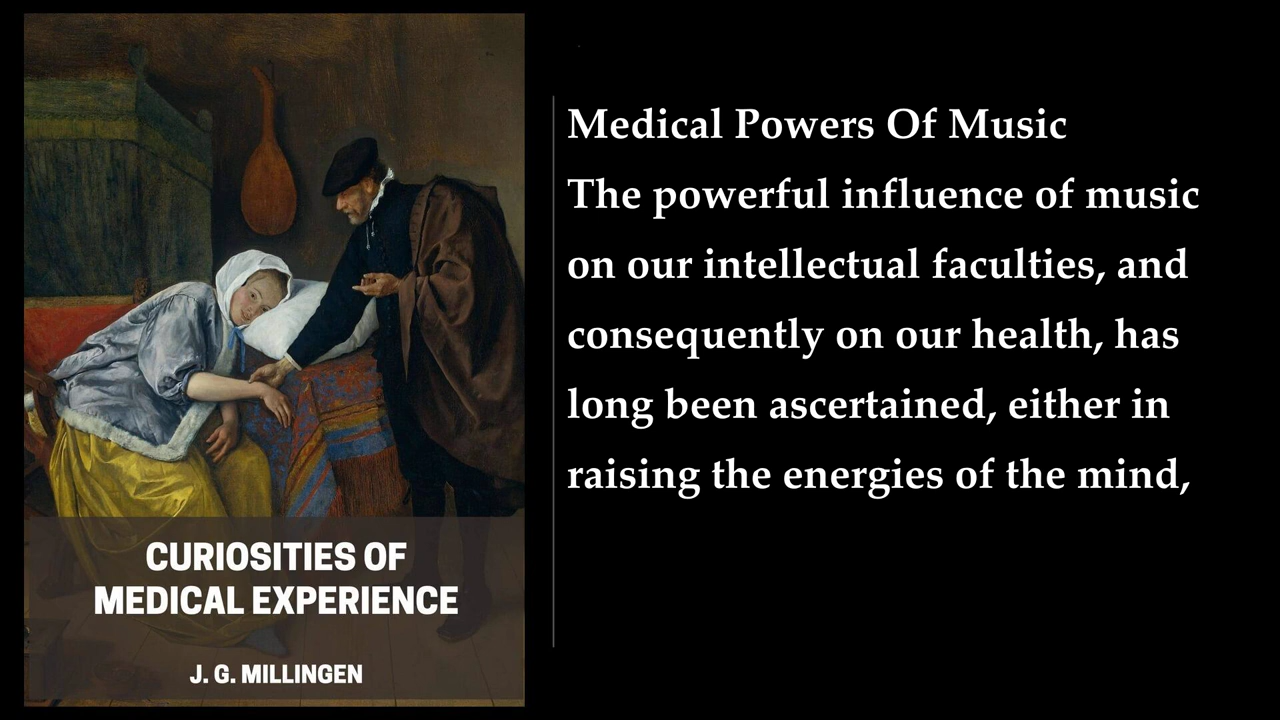 CURIOSITIES OF
MEDICAL EXPERIENCE
J. G. MILLINGEN
Medical Powers Of Music
The powerful influence of music
on our intellectual faculties, and
consequently on our health, has
long been ascertained, either in
raising the energies of the mind,